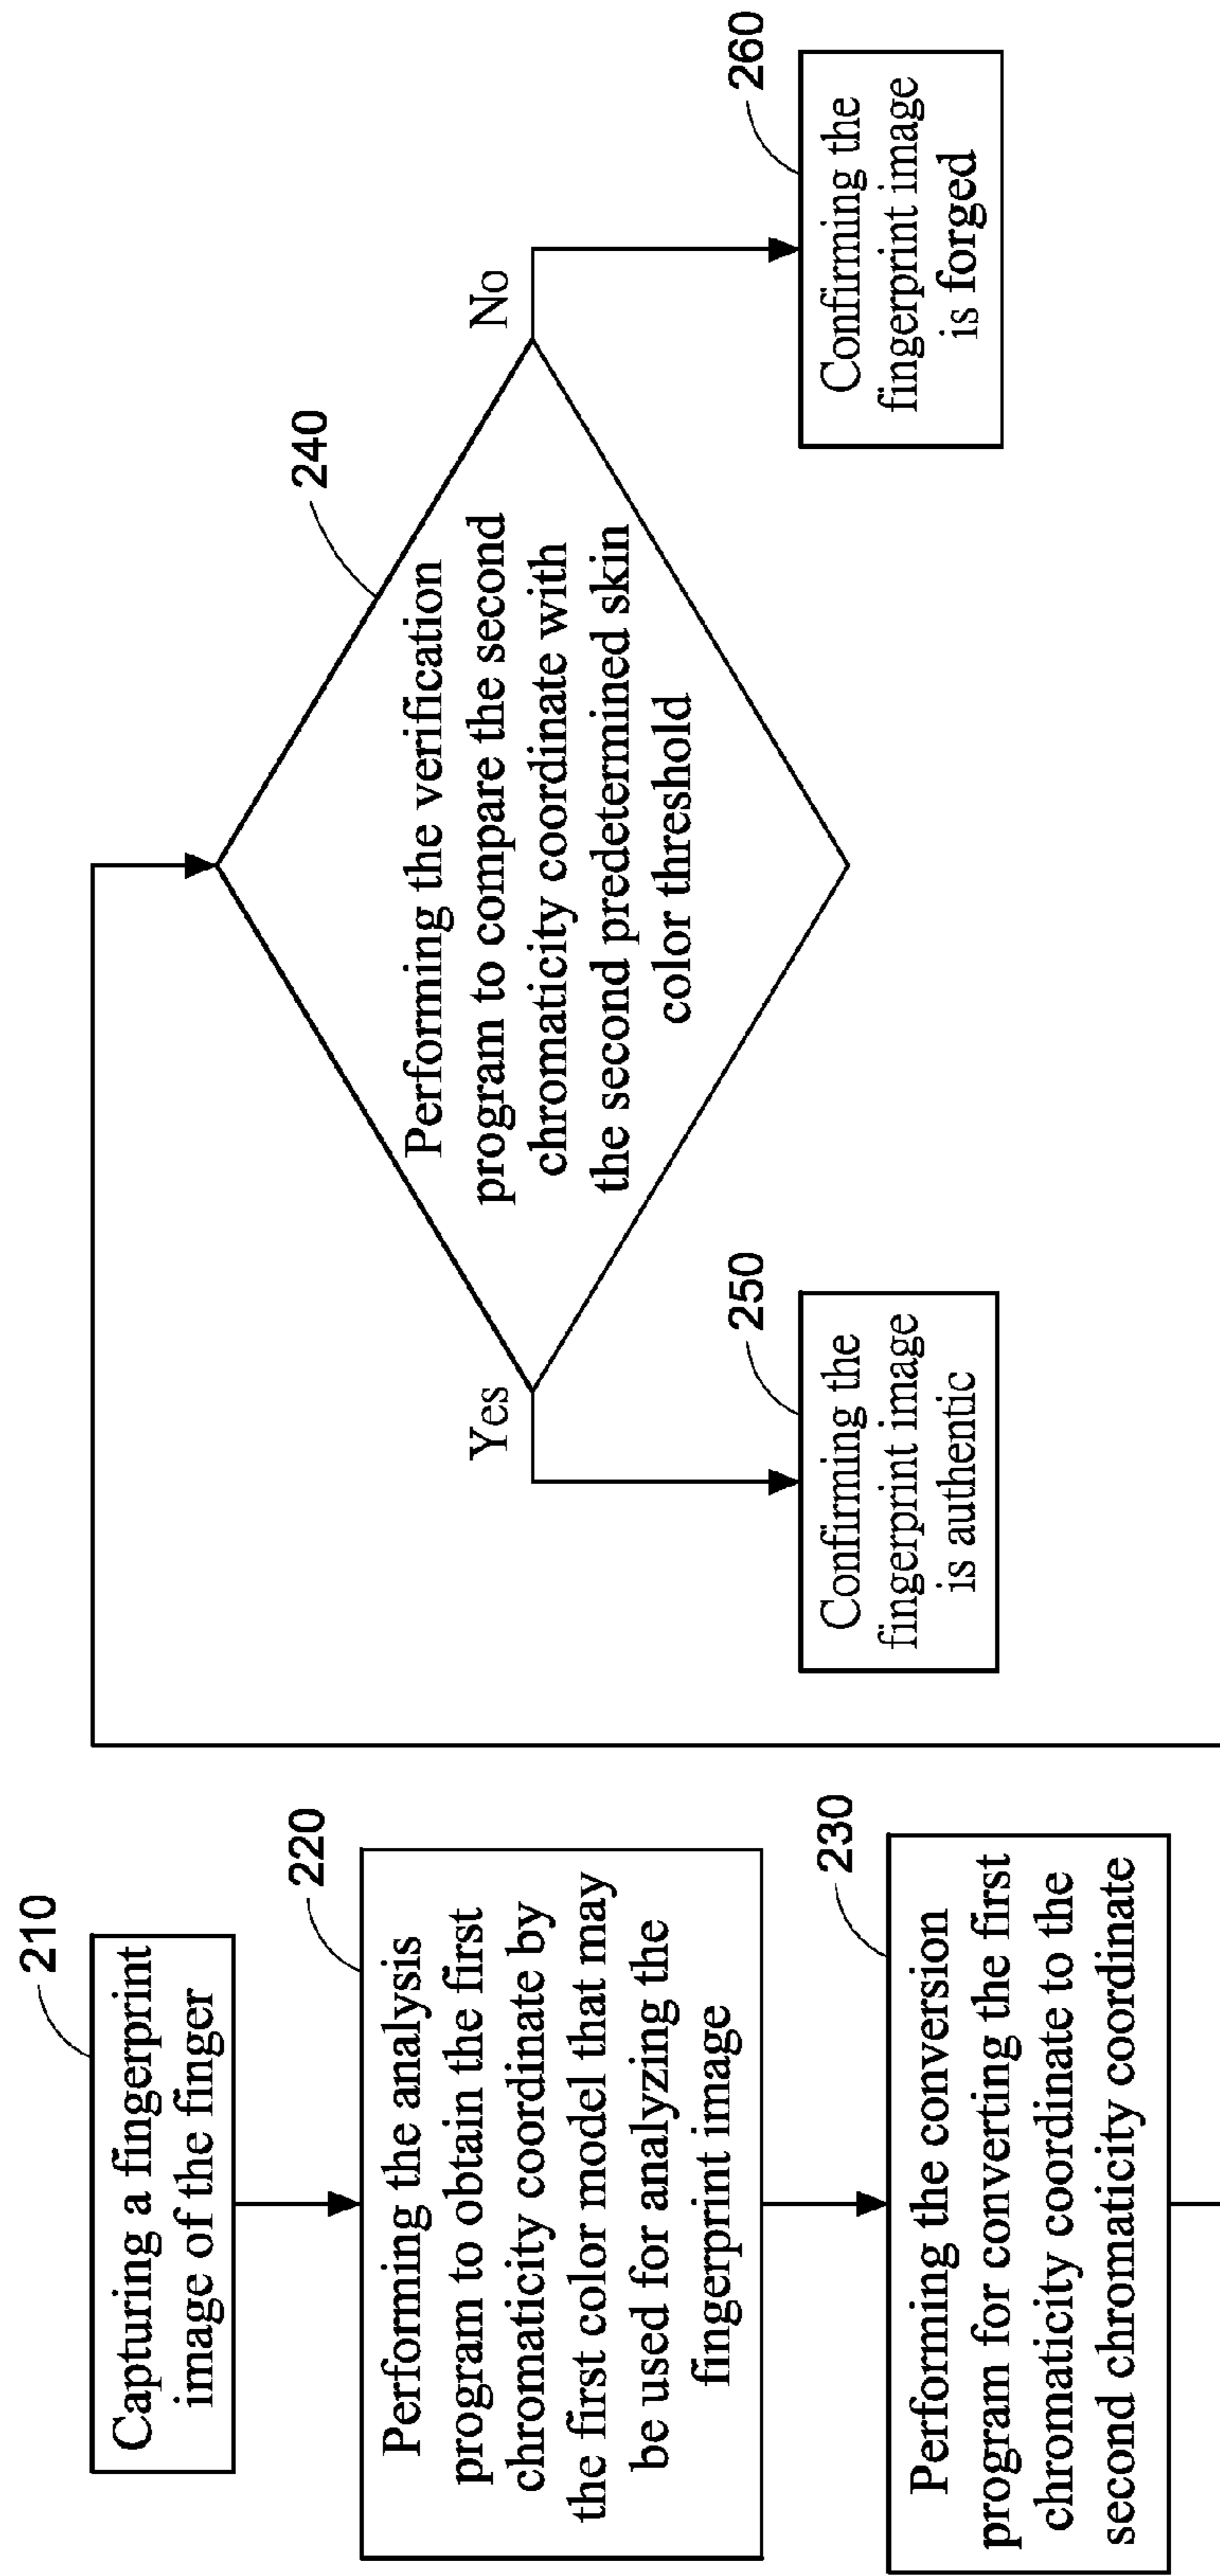 210
Capturing a fingerprint
image of the finger
220
Performing the analysis
program to obtain the first
chromaticity coordinate by
the first color model that may
be used for analyzing the
fingerprint image
230
Performing the conversion
program for converting the first
chromaticity coordinate to the
second chromaticity coordinate
240
Performing the verification
program to compare the second
chromaticity coordinate with
the second predetermined skin
color threshold
Yes
No
250
Confirming the
fingerprint image
is authentic
260
Confirming the
fingerprint image
is forged